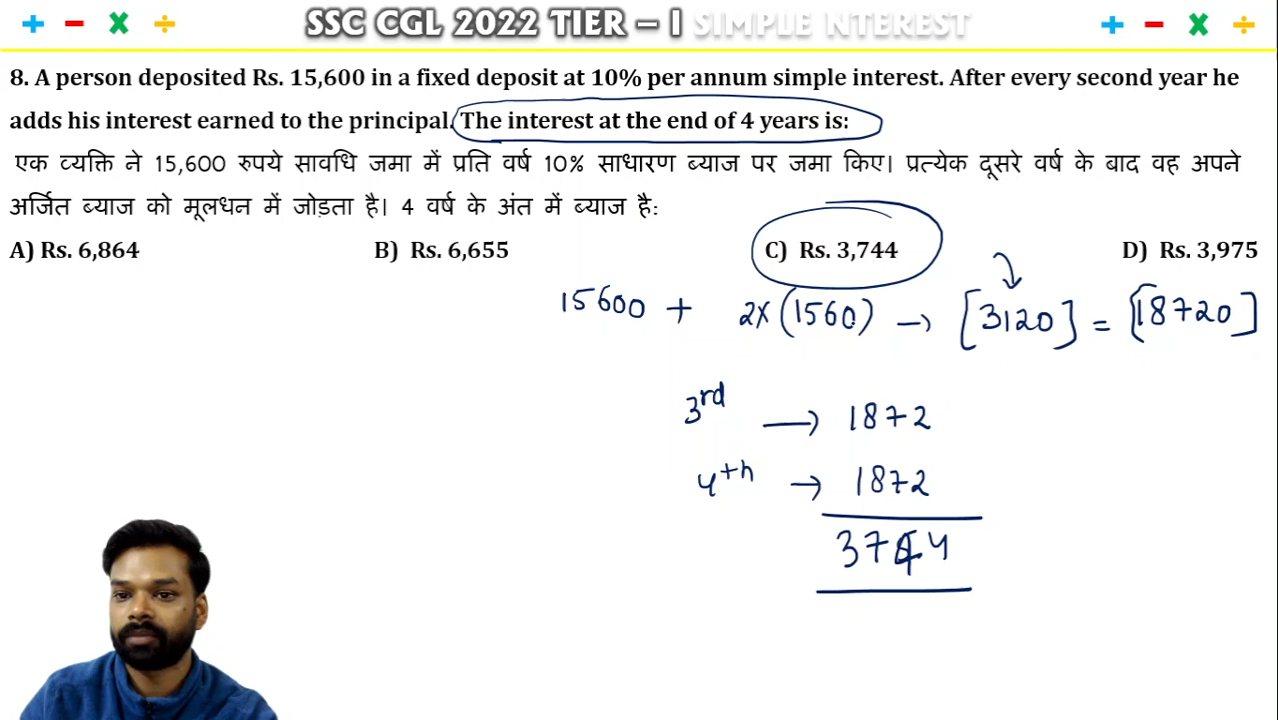 + − × ÷ SSC CGL 2022 TIER – I SIMPLE NTEREST + − × ÷
8. A person deposited Rs. 15,600 in a fixed deposit at 10% per annum simple interest. After every second year he
adds his interest earned to the principal. The interest at the end of 4 years is:
एक व्यक्ति ने 15,600 रुपये सावधि जमा में प्रति वर्ष 10% साधारण ब्याज पर जमा किए। प्रत्येक दूसरे वर्ष के बाद वह अपने
अर्जित ब्याज को मूलधन में जोड़ता है। 4 वर्ष के अंत में ब्याज है:
A) Rs. 6,864 B) Rs. 6,655 C) Rs. 3,744 D) Rs. 3,975
15600 + 2x (1560) → [3120] = [18720]
3rd → 1872
4th → 1872
3744